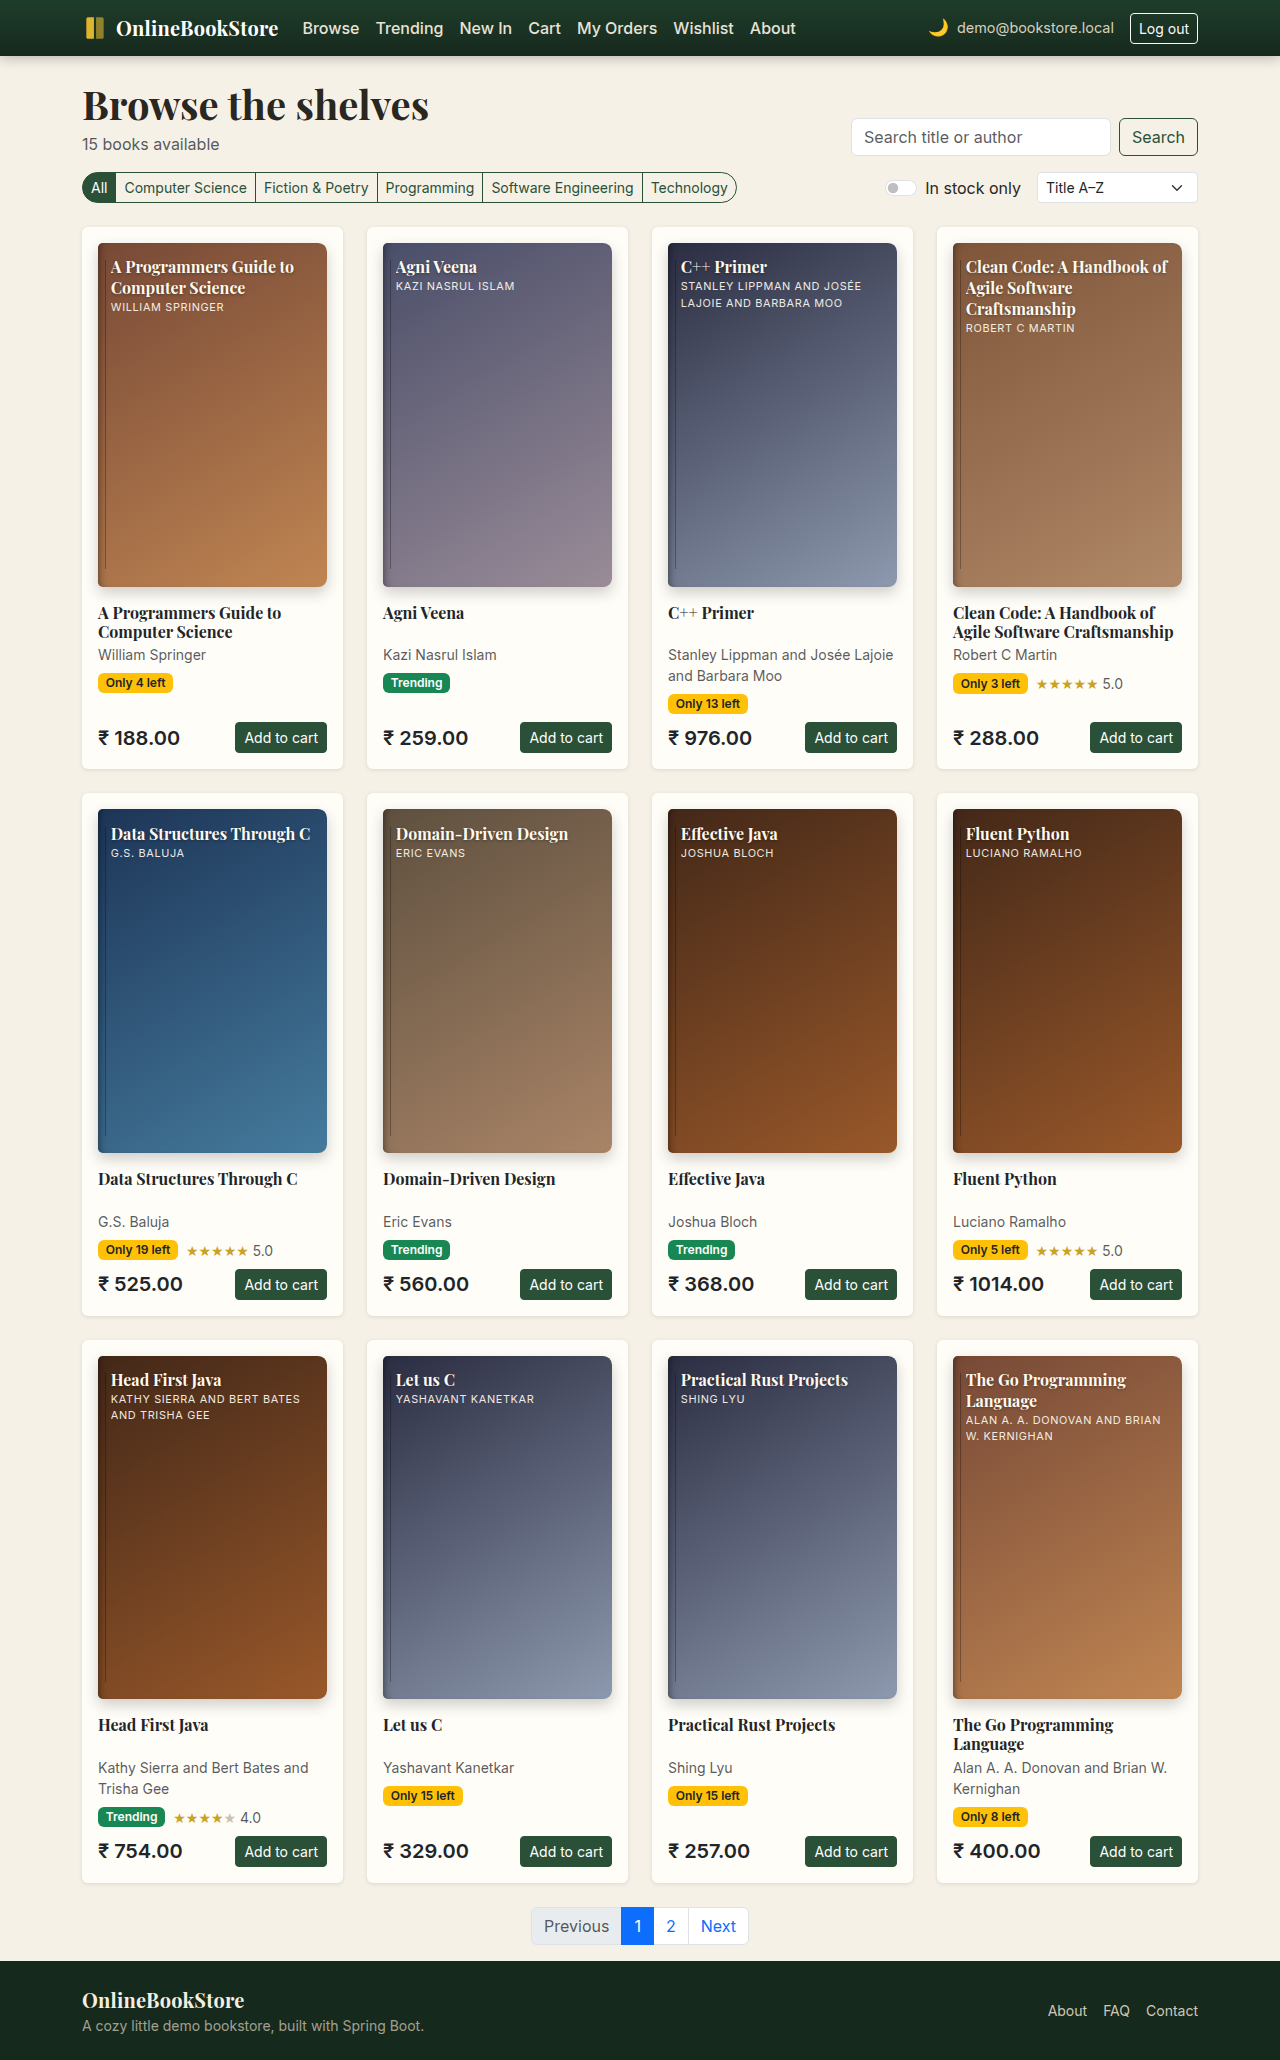 OnlineBookStore Browse Trending New In Cart My Orders Wishlist About 🌙 demo@bookstore.local Log out
Browse the shelves
15 books available
Search title or author Search
All Computer Science Fiction & Poetry Programming Software Engineering Technology
In stock only Title A–Z
A Programmers Guide to
Computer Science
WILLIAM SPRINGER
A Programmers Guide to
Computer Science
William Springer
Only 4 left
₹ 188.00 Add to cart
Agni Veena
KAZI NASRUL ISLAM
Agni Veena
Kazi Nasrul Islam
Trending
₹ 259.00 Add to cart
C++ Primer
STANLEY LIPPMAN AND JOSÉE
LAJOIE AND BARBARA MOO
C++ Primer
Stanley Lippman and Josée Lajoie
and Barbara Moo
Only 13 left
₹ 976.00 Add to cart
Clean Code: A Handbook of
Agile Software
Craftsmanship
ROBERT C MARTIN
Clean Code: A Handbook of
Agile Software Craftsmanship
Robert C Martin
Only 3 left ★★★★★ 5.0
₹ 288.00 Add to cart
Data Structures Through C
G.S. BALUJA
Data Structures Through C
G.S. Baluja
Only 19 left ★★★★★ 5.0
₹ 525.00 Add to cart
Domain-Driven Design
ERIC EVANS
Domain-Driven Design
Eric Evans
Trending
₹ 560.00 Add to cart
Effective Java
JOSHUA BLOCH
Effective Java
Joshua Bloch
Trending
₹ 368.00 Add to cart
Fluent Python
LUCIANO RAMALHO
Fluent Python
Luciano Ramalho
Only 5 left ★★★★★ 5.0
₹ 1014.00 Add to cart
Head First Java
KATHY SIERRA AND BERT BATES
AND TRISHA GEE
Head First Java
Kathy Sierra and Bert Bates and
Trisha Gee
Trending ★★★★★ 4.0
₹ 754.00 Add to cart
Let us C
YASHAVANT KANETKAR
Let us C
Yashavant Kanetkar
Only 15 left
₹ 329.00 Add to cart
Practical Rust Projects
SHING LYU
Practical Rust Projects
Shing Lyu
Only 15 left
₹ 257.00 Add to cart
The Go Programming
Language
ALAN A. A. DONOVAN AND BRIAN
W. KERNIGHAN
The Go Programming
Language
Alan A. A. Donovan and Brian W.
Kernighan
Only 8 left
₹ 400.00 Add to cart
Previous 1 2 Next
OnlineBookStore
A cozy little demo bookstore, built with Spring Boot.
About FAQ Contact